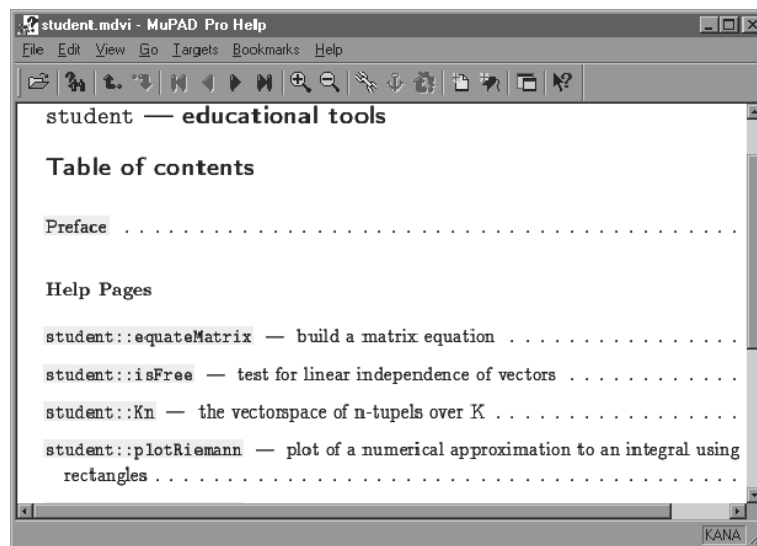 student.mdvi - MuPAD Pro Help
File Edit View Go Targets Bookmarks Help
student — educational tools
Table of contents
Preface . . . . . . . . . . . . . . . . . . . . . . . . . . . . . . . . . . . . . . . . . .
Help Pages
student::equateMatrix — build a matrix equation . . . . . . . . . . . . . . . .
student::isFree — test for linear independence of vectors . . . . . . . . . . . .
student::Kn — the vectorspace of n-tupels over K . . . . . . . . . . . . . . . . .
student::plotRiemann — plot of a numerical approximation to an integral using
rectangles . . . . . . . . . . . . . . . . . . . . . . . . . . . . . . . . . . . . . . . .
KANA